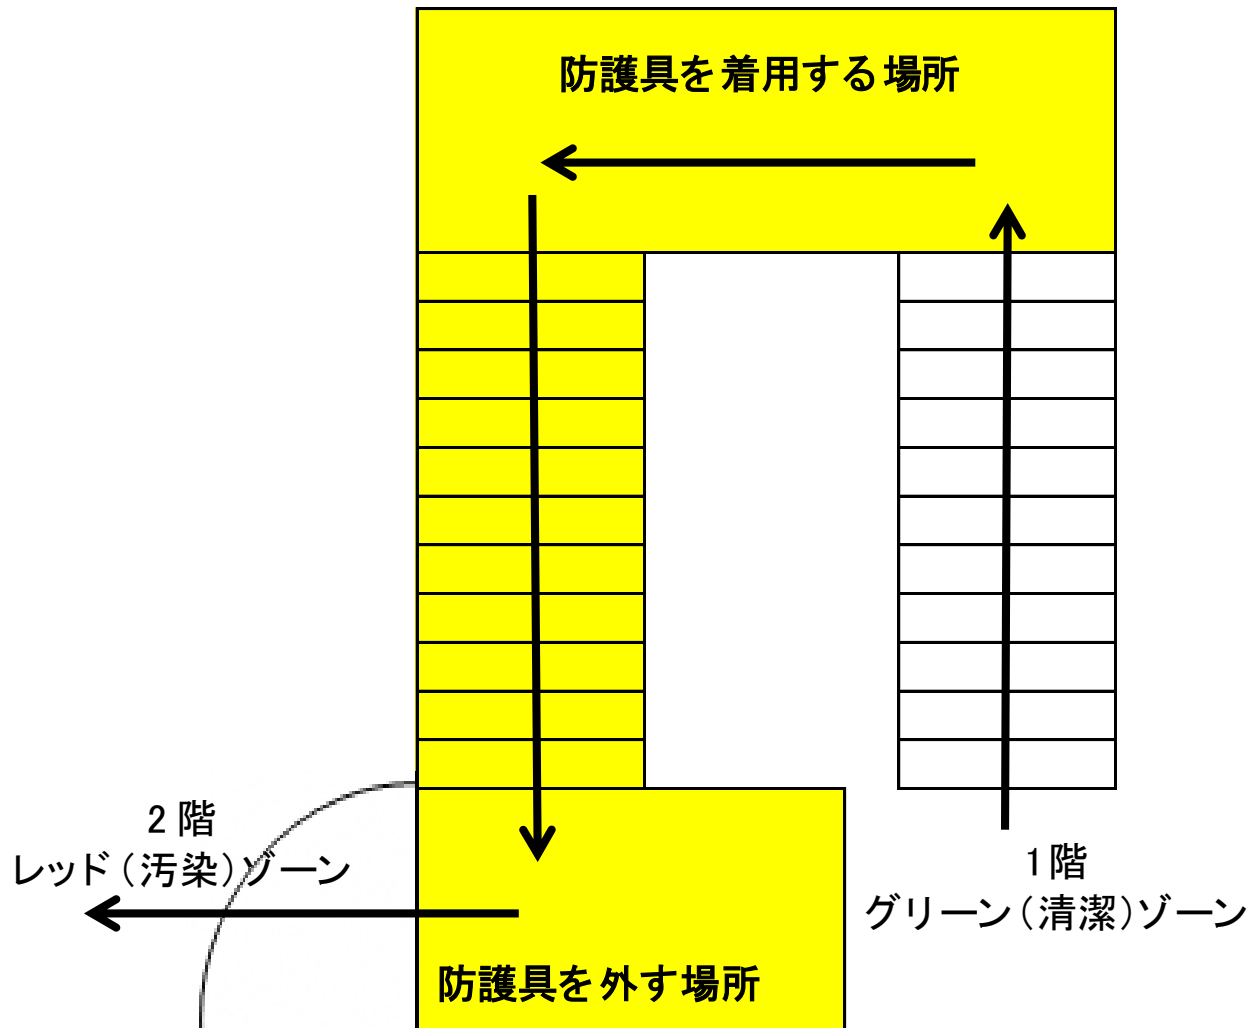 防護具を着用する場所
2階
レッド(汚染)ゾーン
1階
グリーン(清潔)ゾーン
防護具を外す場所